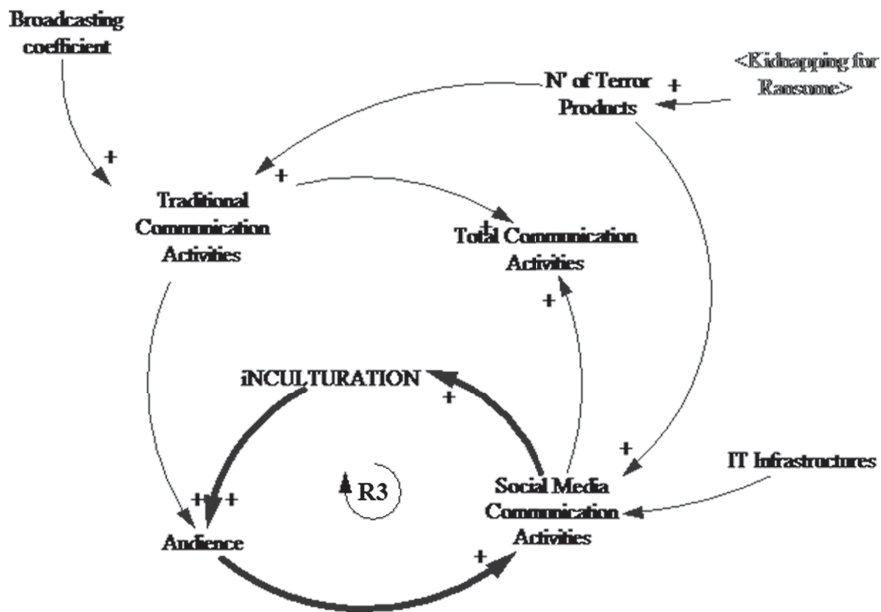 Broadcasting
coefficient
N' of Terror
Products
+
<Kidnapping for
Ransome>
+
+
Traditional
Communication
Activities
+
Total Communication
Activities
+
iNCULTURATION
+
+
IT Infrastructures
R3
Social Media
Communication
Activities
+ +
Audience
+